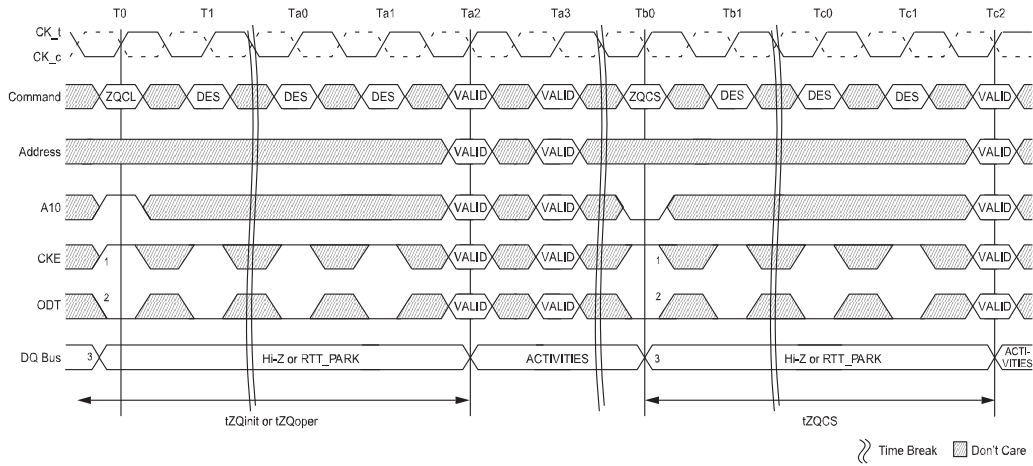 T0 T1 Ta0 Ta1 Ta2 Ta3 Tb0 Tb1 Tc0 Tc1 Tc2
CK_t
CK_c
Command ZQCL DES DES DES VALID VALID ZQCS DES DES DES VALID
Address VALID VALID VALID
A10 VALID VALID VALID
CKE 1 VALID VALID 1 VALID
ODT 2 VALID VALID 2 VALID
DQ Bus 3 Hi-Z or RTT_PARK ACTIVITIES 3 Hi-Z or RTT_PARK ACTI-
VITIES
tZQinit or tZQoper tZQCS
Time Break Don't Care